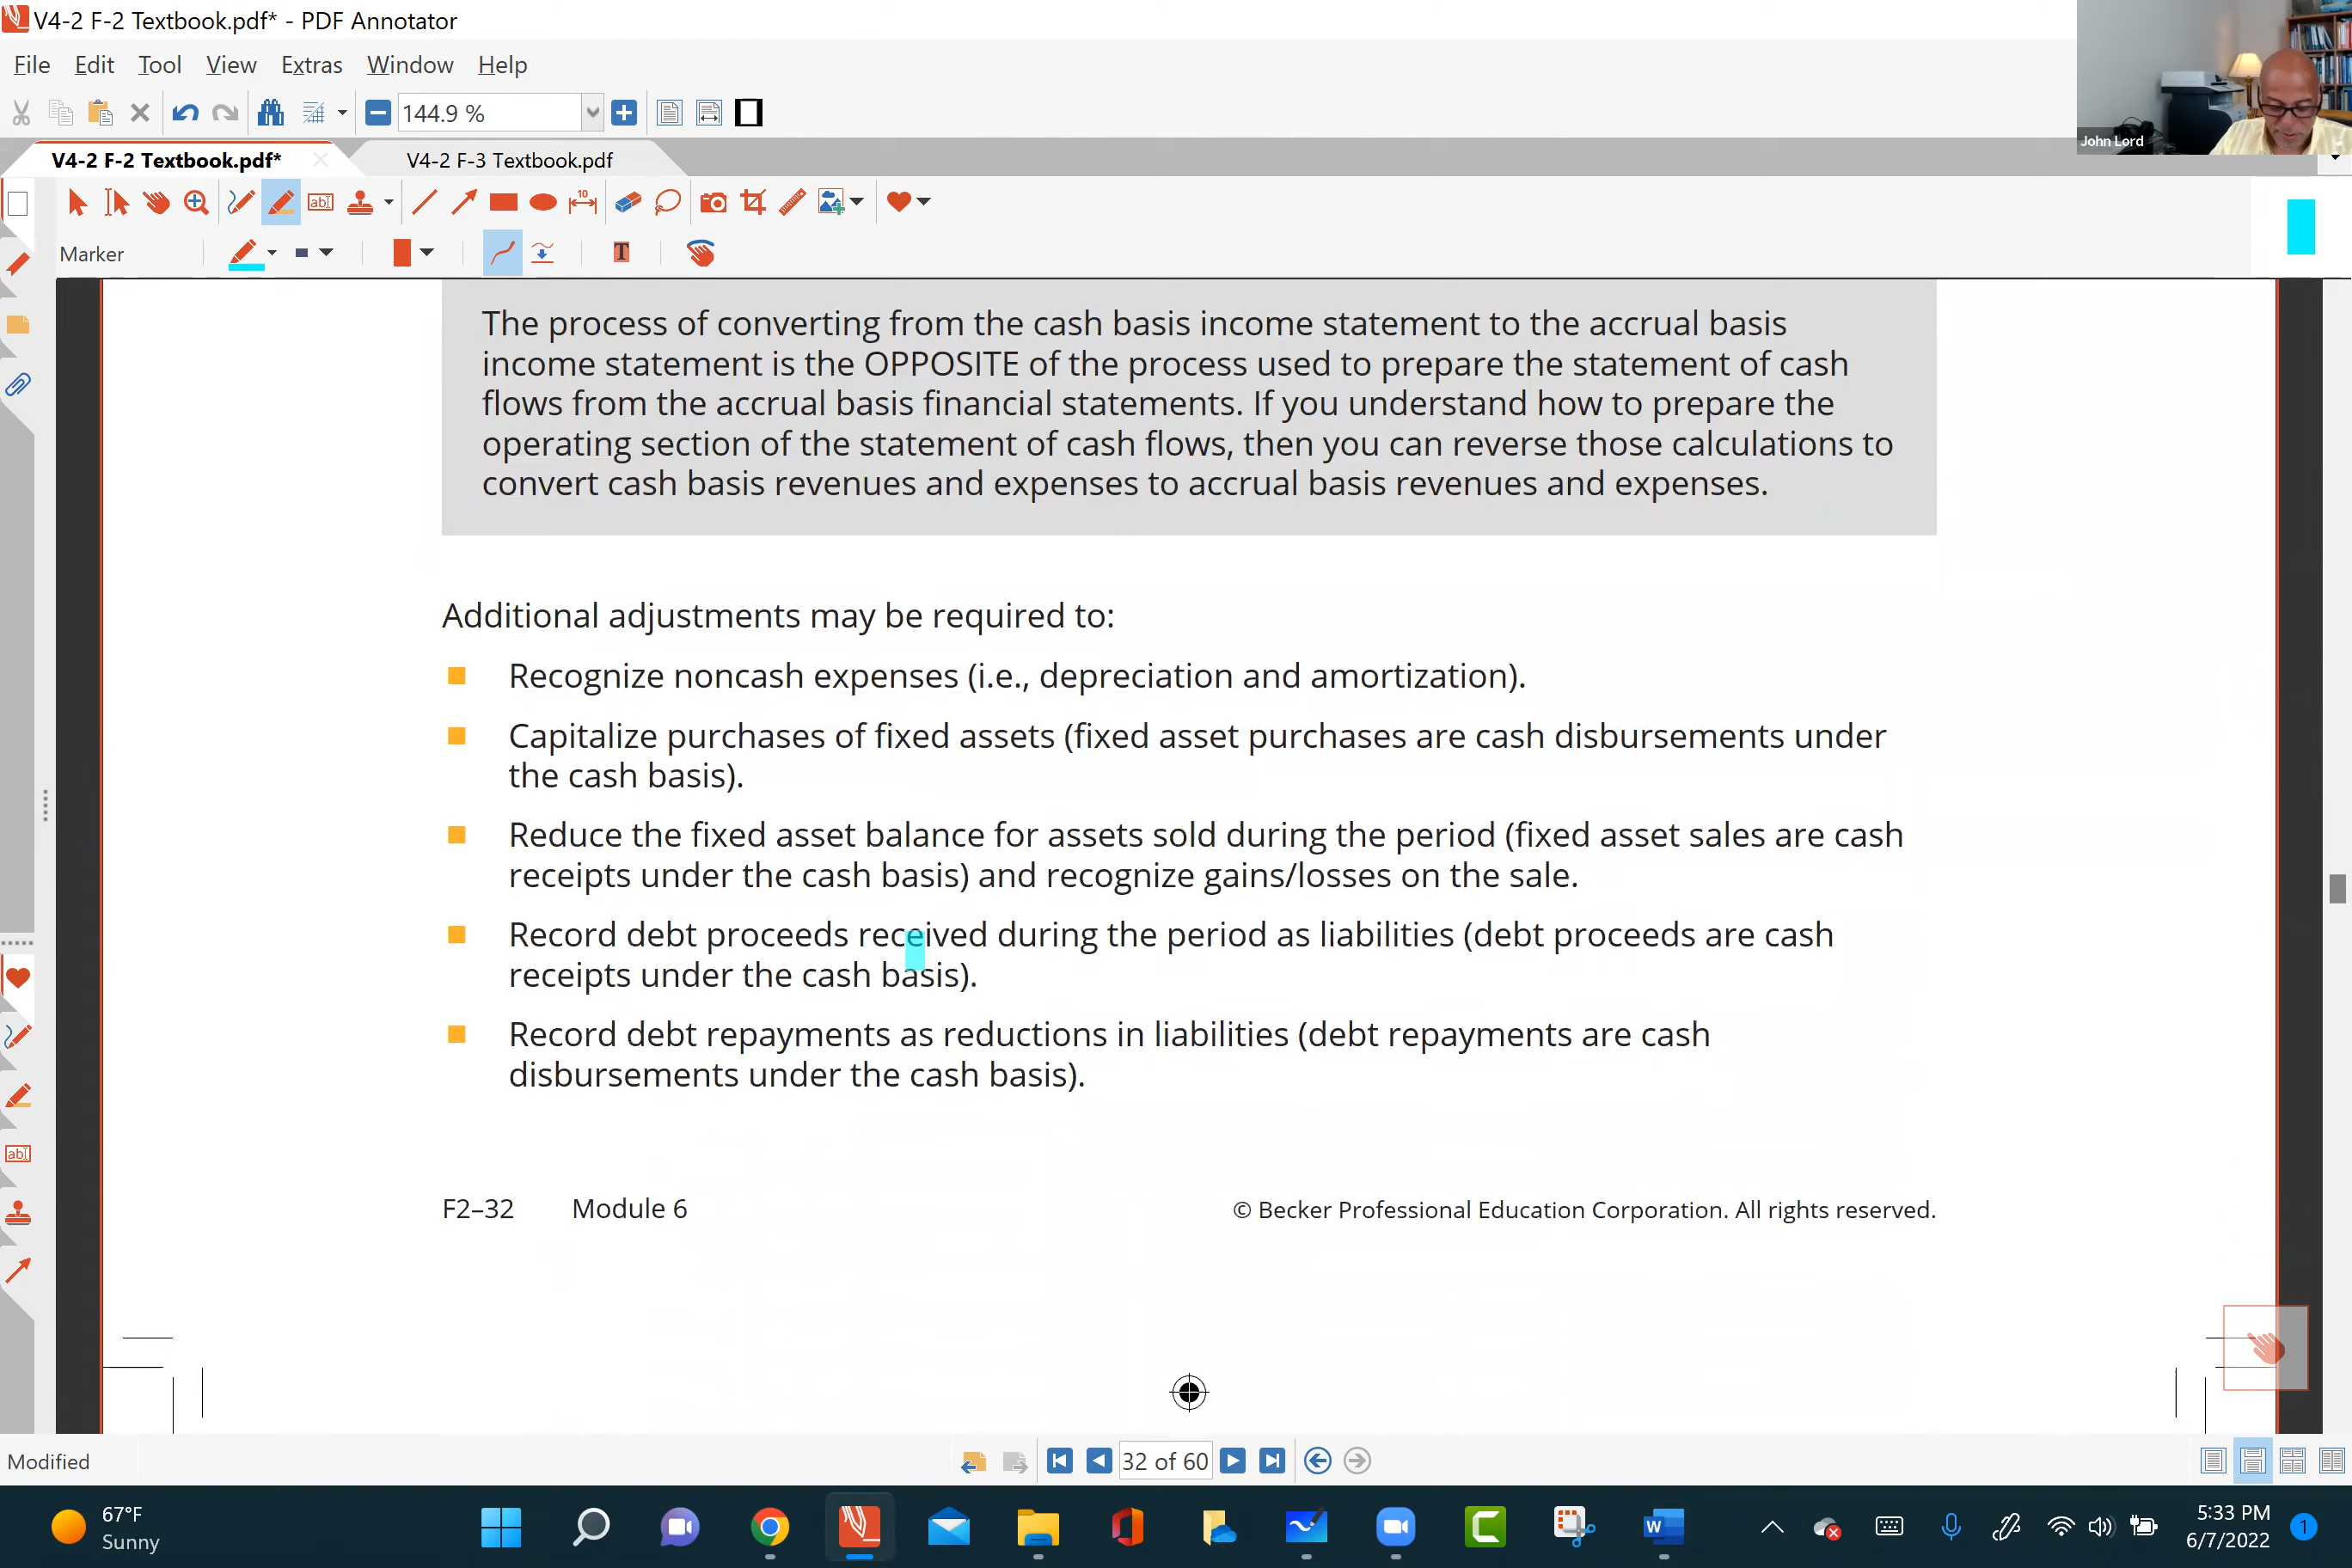 V4-2 F-2 Textbook.pdf* - PDF Annotator
File Edit Tool View Extras Window Help
144.9 %
V4-2 F-2 Textbook.pdf*
V4-2 F-3 Textbook.pdf
John Lord
10
ab
Marker
T
The process of converting from the cash basis income statement to the accrual basis
income statement is the OPPOSITE of the process used to prepare the statement of cash
flows from the accrual basis financial statements. If you understand how to prepare the
operating section of the statement of cash flows, then you can reverse those calculations to
convert cash basis revenues and expenses to accrual basis revenues and expenses.
Additional adjustments may be required to:
Recognize noncash expenses (i.e., depreciation and amortization).
Capitalize purchases of fixed assets (fixed asset purchases are cash disbursements under
the cash basis).
Reduce the fixed asset balance for assets sold during the period (fixed asset sales are cash
receipts under the cash basis) and recognize gains/losses on the sale.
Record debt proceeds received during the period as liabilities (debt proceeds are cash
receipts under the cash basis).
Record debt repayments as reductions in liabilities (debt repayments are cash
disbursements under the cash basis).
ab
F2–32 Module 6
© Becker Professional Education Corporation. All rights reserved.
Modified
32 of 60
67°F
Sunny
W
5:33 PM
6/7/2022
1